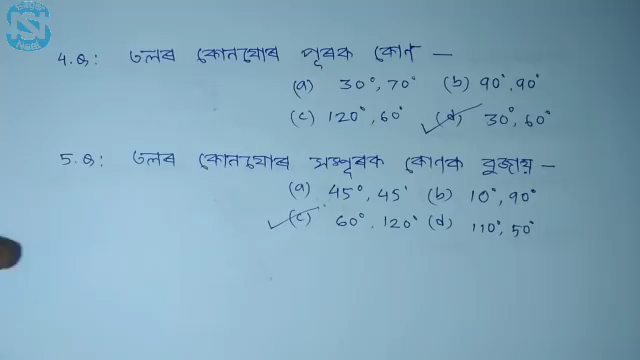 4.Q: তলৰ কোনযোৰ পূৰক কোণ —
(a) 30°, 70° (b) 90°, 90°
(c) 120°, 60° (d) 30°, 60°
5.Q: তলৰ কোনযোৰ সম্পূৰক কোণক বুজায় —
(a) 45°, 45° (b) 10°, 90°
(c) 60°, 120° (d) 110°, 50°